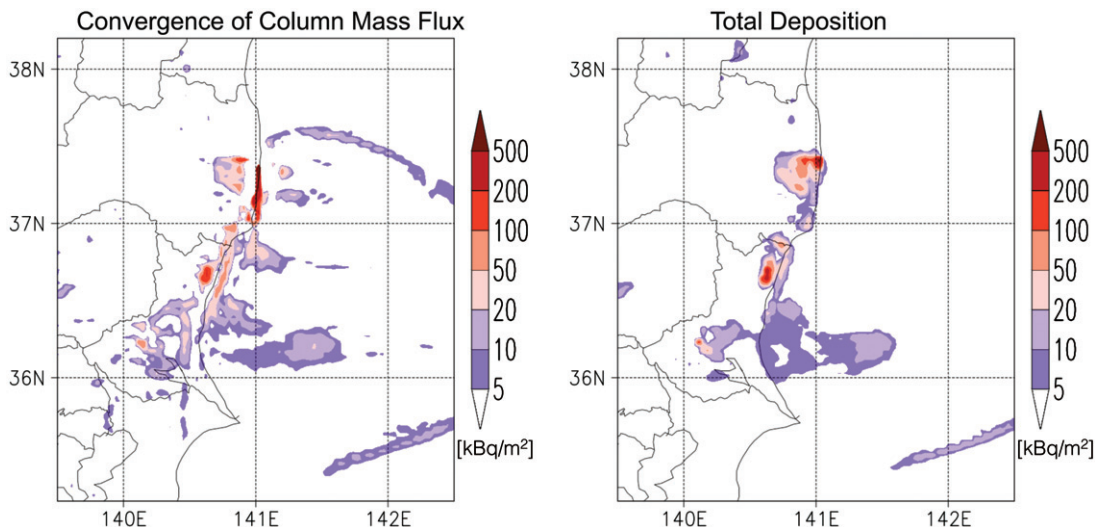 Convergence of Column Mass Flux
38N
37N
36N
140E 141E 142E
500
200
100
50
20
10
5
[kBq/m²]
Total Deposition
38N
37N
36N
140E 141E 142E
500
200
100
50
20
10
5
[kBq/m²]